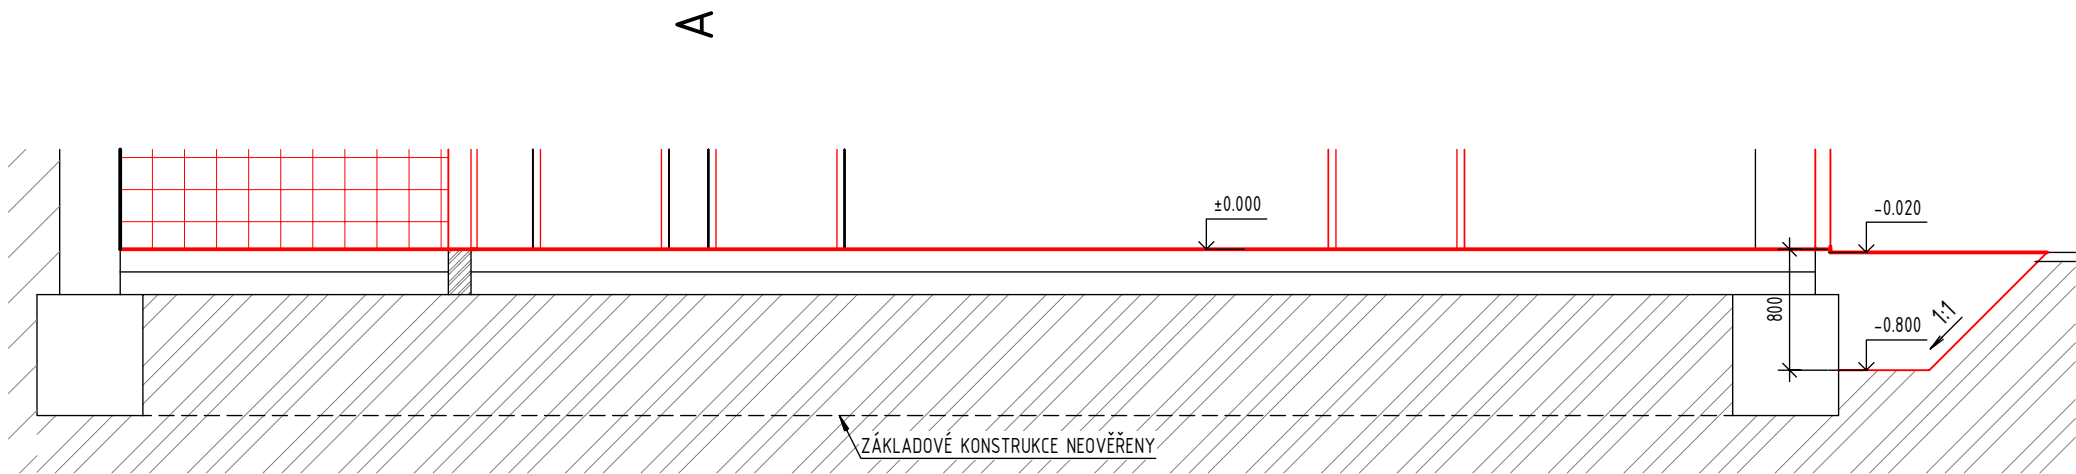 A
±0.000
-0.020
800
-0.800
1:1
ZÁKLADOVÉ KONSTRUKCE NEOVĚŘENY